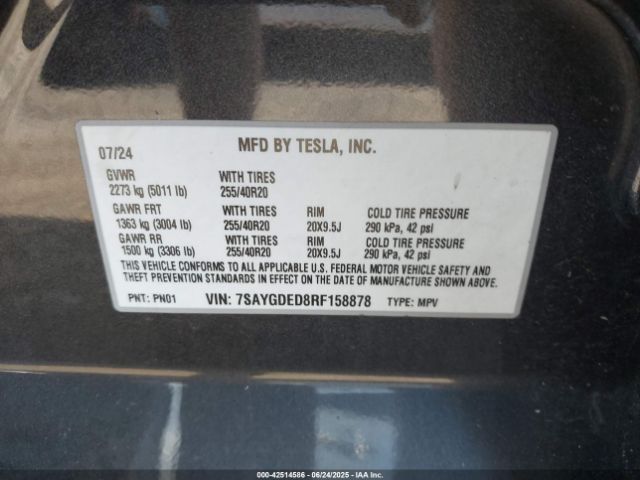 07/24 MFD BY TESLA, INC.
GVWR WITH TIRES
2273 kg (5011 lb) 255/40R20
GAWR FRT WITH TIRES RIM COLD TIRE PRESSURE
1363 kg (3004 lb) 255/40R20 20X9.5J 290 kPa, 42 psi
GAWR RR WITH TIRES RIM COLD TIRE PRESSURE
1500 kg (3306 lb) 255/40R20 20X9.5J 290 kPa, 42 psi
THIS VEHICLE CONFORMS TO ALL APPLICABLE U.S. FEDERAL MOTOR VEHICLE SAFETY AND
THEFT PREVENTION STANDARDS IN EFFECT ON THE DATE OF MANUFACTURE SHOWN ABOVE.
PNT: PN01 VIN: 7SAYGDED8RF158878 TYPE: MPV
000-42514586 - 06/24/2025 - IAA Inc.